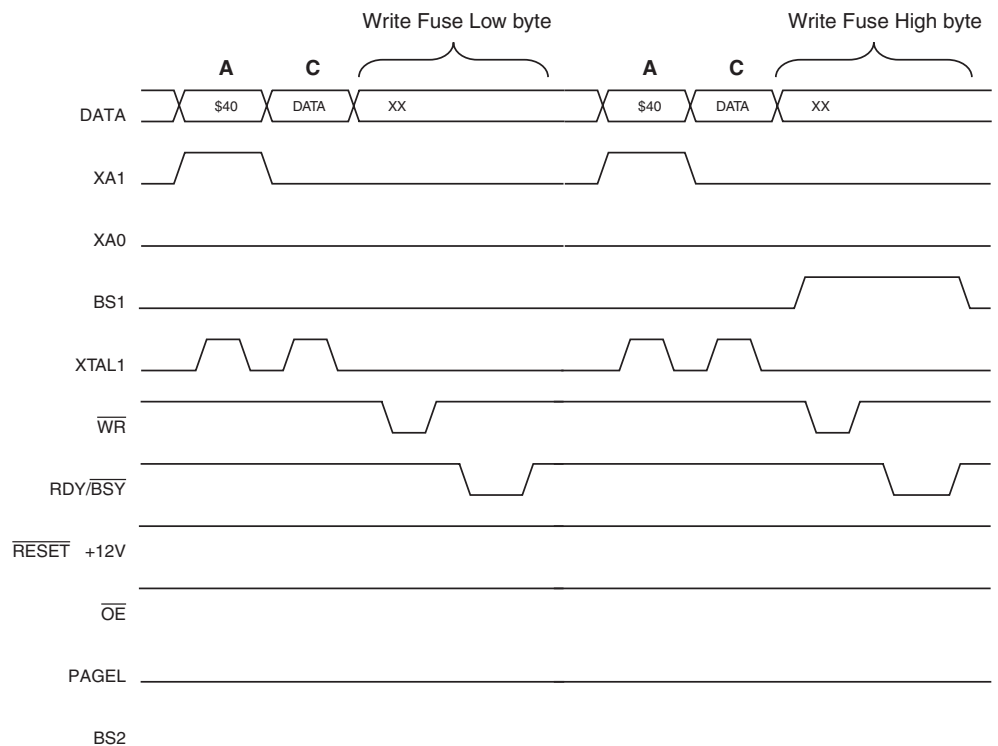 Write Fuse Low byte Write Fuse High byte
A C A C
DATA $40 DATA XX $40 DATA XX
XA1
XA0
BS1
XTAL1
WR
RDY/BSY
RESET +12V
OE
PAGEL
BS2